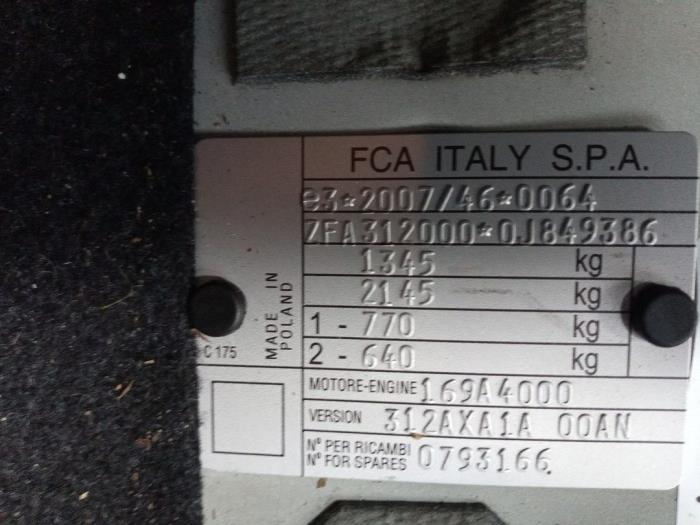 FCA ITALY S.P.A.
e3*2007/46*0064
ZFA312000*0J849386
1345 kg
2145 kg
1 - 770 kg
2 - 640 kg
MADE IN
POLAND
C 175
MOTORE-ENGINE 169A4000
VERSION 312AXA1A 00AN
N° PER RICAMBI
N° FOR SPARES 0793166